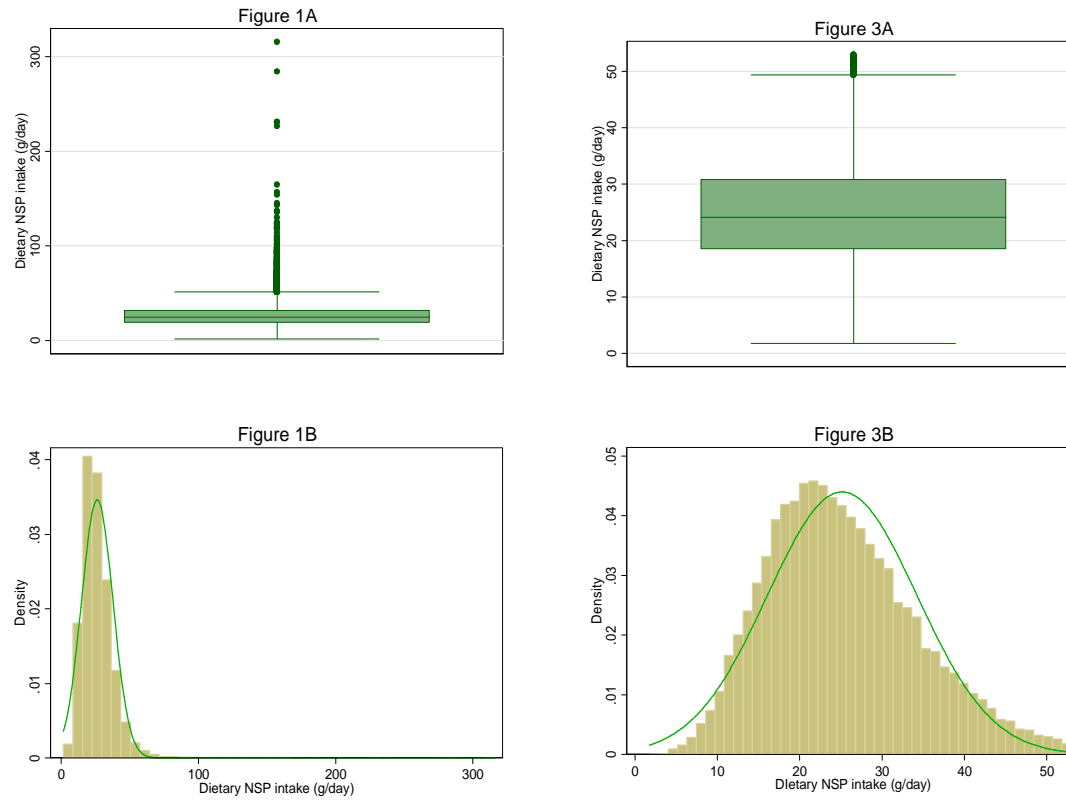 Figure 1A
Dietary NSP intake (g/day)
300
200
100
0
Figure 3A
Dietary NSP intake (g/day)
50
40
30
20
10
0
Figure 1B
Density
.04
.03
.02
.01
0
0 100 200 300
Dietary NSP intake (g/day)
Figure 3B
Density
.05
.04
.03
.02
.01
0
0 10 20 30 40 50
DIetary NSP intake (g/day)